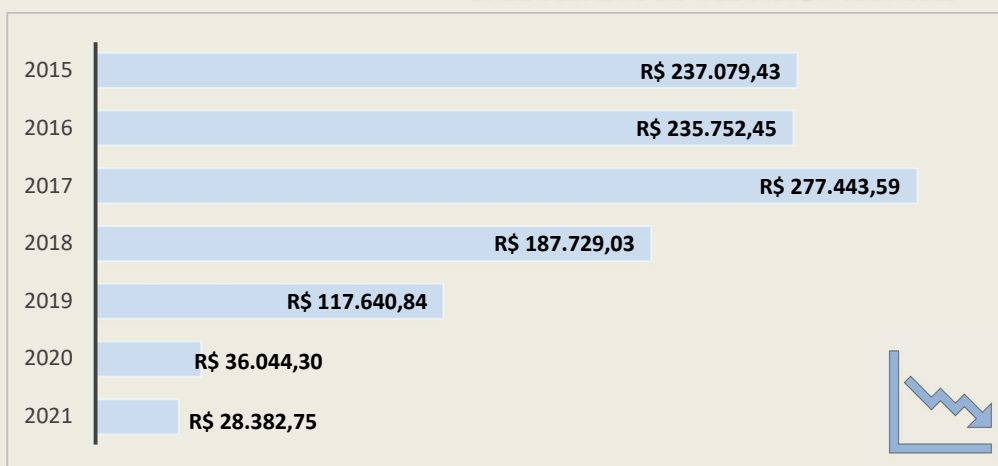 2015 R$ 237.079,43
2016 R$ 235.752,45
2017 R$ 277.443,59
2018 R$ 187.729,03
2019 R$ 117.640,84
2020 R$ 36.044,30
2021 R$ 28.382,75